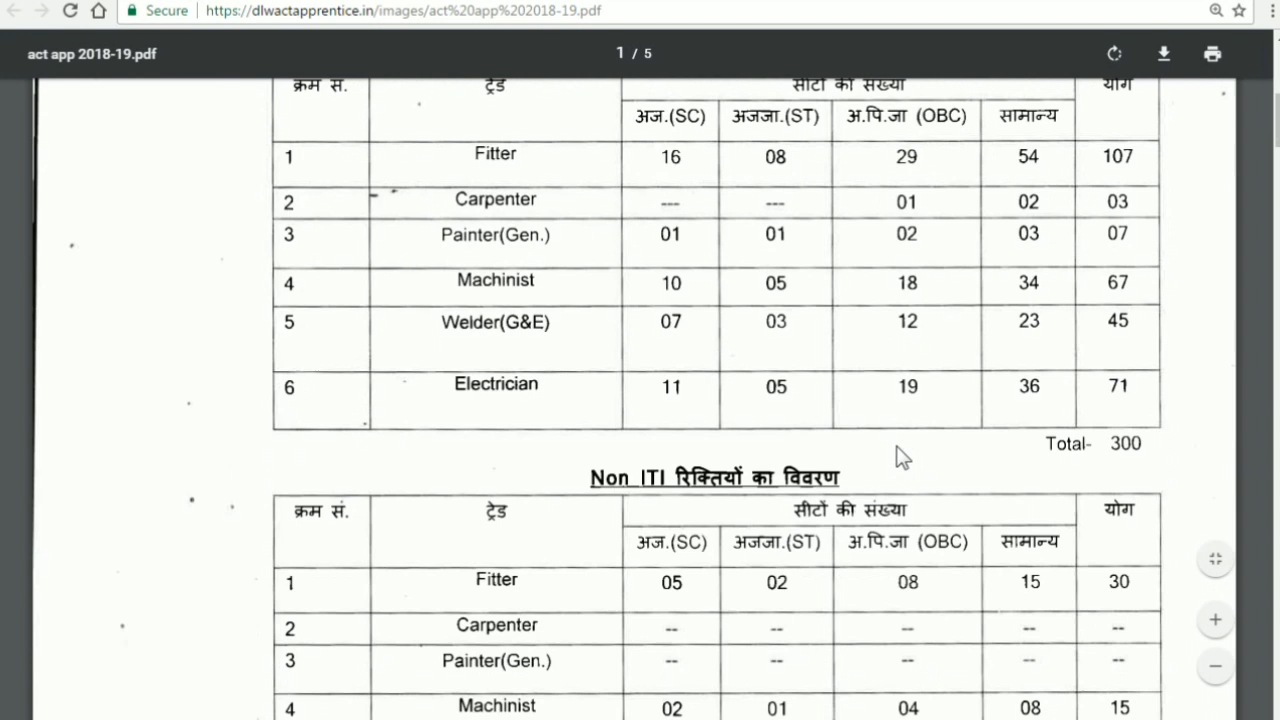 Secure https://dlwactapprentice.in/images/act%20app%202018-19.pdf
act app 2018-19.pdf 1 / 5
क्रम सं. ट्रेड सीटों की संख्या योग
अज.(SC) अजजा.(ST) अ.पि.जा (OBC) सामान्य
1 Fitter 16 08 29 54 107
2 Carpenter --- --- 01 02 03
3 Painter(Gen.) 01 01 02 03 07
4 Machinist 10 05 18 34 67
5 Welder(G&E) 07 03 12 23 45
6 Electrician 11 05 19 36 71
Total- 300
Non ITI रिक्तियों का विवरण
क्रम सं. ट्रेड सीटों की संख्या योग
अज.(SC) अजजा.(ST) अ.पि.जा (OBC) सामान्य
1 Fitter 05 02 08 15 30
2 Carpenter -- -- -- -- --
3 Painter(Gen.) -- -- -- -- --
4 Machinist 02 01 04 08 15